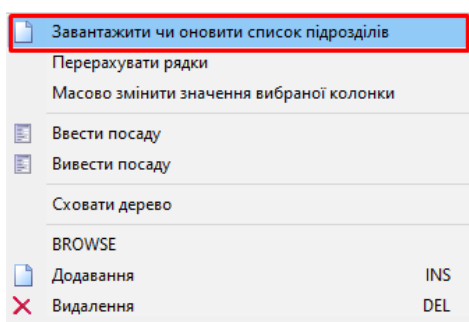 Завантажити чи оновити список підрозділів
Перерахувати рядки
Масово змінити значення вибраної колонки
Ввести посаду
Вивести посаду
Сховати дерево
BROWSE
Додавання INS
Видалення DEL